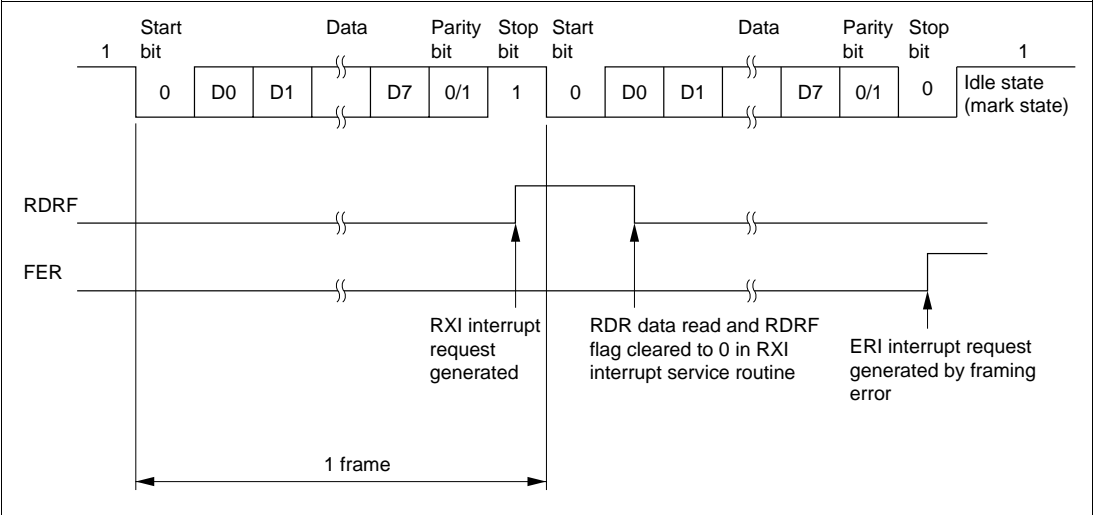 Start Data Parity Stop Start Data Parity Stop
1 bit bit bit bit bit bit 1
0 D0 D1 D7 0/1 1 0 D0 D1 D7 0/1 0 Idle state
(mark state)
RDRF
FER
RXI interrupt
request
generated
RDR data read and RDRF
flag cleared to 0 in RXI
interrupt service routine
ERI interrupt request
generated by framing
error
1 frame